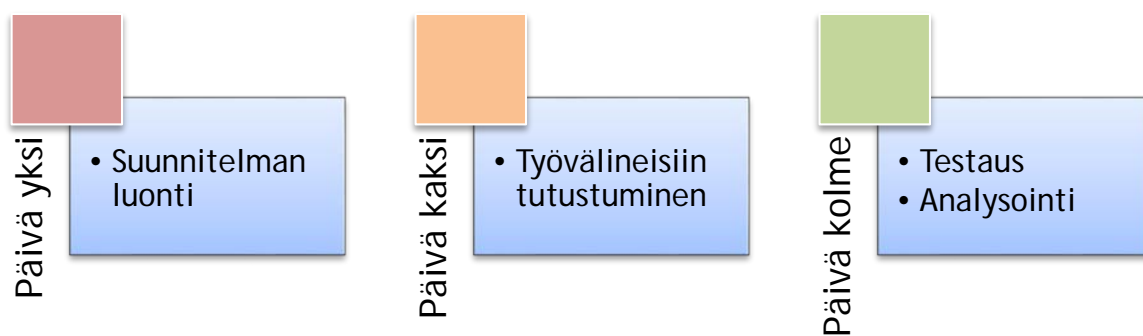 Päivä yksi
• Suunnitelman
luonti
Päivä kaksi
• Työvälineisiin
tutustuminen
Päivä kolme
• Testaus
• Analysointi